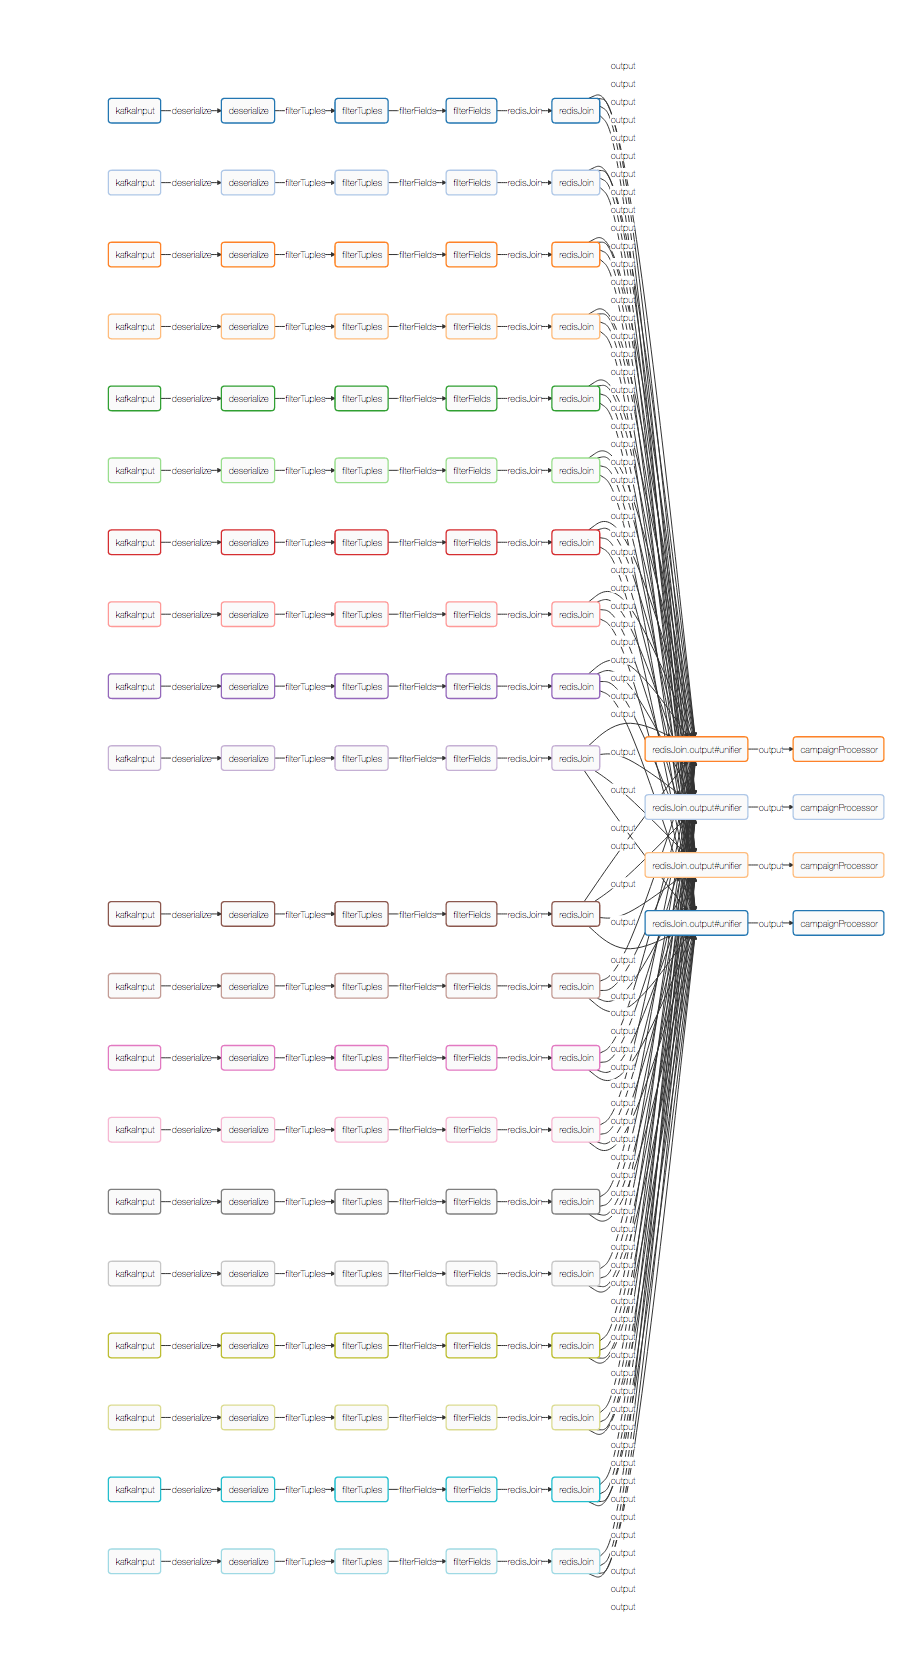 output
output
output
kafkaInput deserialize deserialize filterTuples filterTuples filterFields filterFields redisJoin redisJoin
output
output
output
output
kafkaInput deserialize deserialize filterTuples filterTuples filterFields filterFields redisJoin redisJoin
output
output
output
output
kafkaInput deserialize deserialize filterTuples filterTuples filterFields filterFields redisJoin redisJoin
output
output
output
output
kafkaInput deserialize deserialize filterTuples filterTuples filterFields filterFields redisJoin redisJoin
output
output
output
output
kafkaInput deserialize deserialize filterTuples filterTuples filterFields filterFields redisJoin redisJoin
output
output
output
output
kafkaInput deserialize deserialize filterTuples filterTuples filterFields filterFields redisJoin redisJoin
output
output
output
output
kafkaInput deserialize deserialize filterTuples filterTuples filterFields filterFields redisJoin redisJoin
output
output
output
output
kafkaInput deserialize deserialize filterTuples filterTuples filterFields filterFields redisJoin redisJoin
output
output
output
output
kafkaInput deserialize deserialize filterTuples filterTuples filterFields filterFields redisJoin redisJoin
output
output
redisJoin.output#unifier output campaignProcessor
output
kafkaInput deserialize deserialize filterTuples filterTuples filterFields filterFields redisJoin redisJoin
output
redisJoin.output#unifier output campaignProcessor
output
output
redisJoin.output#unifier output campaignProcessor
output
kafkaInput deserialize deserialize filterTuples filterTuples filterFields filterFields redisJoin redisJoin
output
redisJoin.output#unifier output campaignProcessor
output
output
kafkaInput deserialize deserialize filterTuples filterTuples filterFields filterFields redisJoin redisJoin
output
output
output
output
kafkaInput deserialize deserialize filterTuples filterTuples filterFields filterFields redisJoin redisJoin
output
output
output
output
kafkaInput deserialize deserialize filterTuples filterTuples filterFields filterFields redisJoin redisJoin
output
output
output
output
kafkaInput deserialize deserialize filterTuples filterTuples filterFields filterFields redisJoin redisJoin
output
output
output
output
kafkaInput deserialize deserialize filterTuples filterTuples filterFields filterFields redisJoin redisJoin
output
output
output
output
kafkaInput deserialize deserialize filterTuples filterTuples filterFields filterFields redisJoin redisJoin
output
output
output
output
kafkaInput deserialize deserialize filterTuples filterTuples filterFields filterFields redisJoin redisJoin
output
output
output
output
kafkaInput deserialize deserialize filterTuples filterTuples filterFields filterFields redisJoin redisJoin
output
output
output
output
kafkaInput deserialize deserialize filterTuples filterTuples filterFields filterFields redisJoin redisJoin
output
output
output